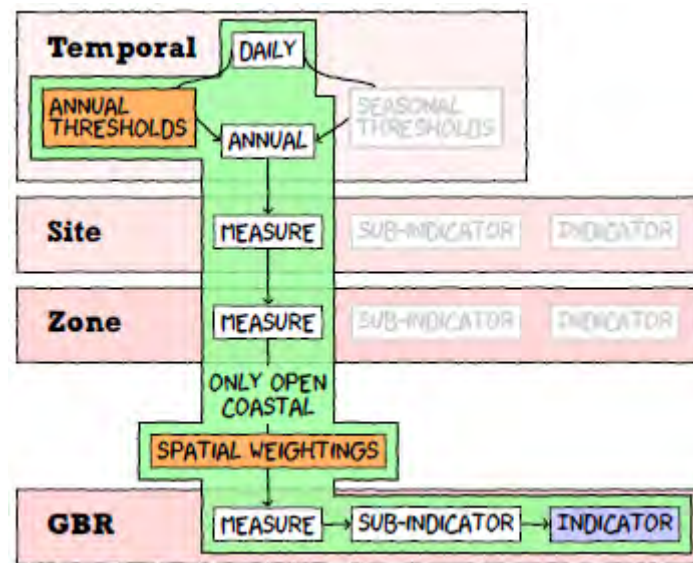 Temporal
DAILY
ANNUAL
THRESHOLDS
SEASONAL
THRESHOLDS
ANNUAL
Site
MEASURE
SUB-INDICATOR
INDICATOR
Zone
MEASURE
SUB-INDICATOR
INDICATOR
ONLY OPEN
COASTAL
SPATIAL WEIGHTINGS
GBR
MEASURE
SUB-INDICATOR
INDICATOR